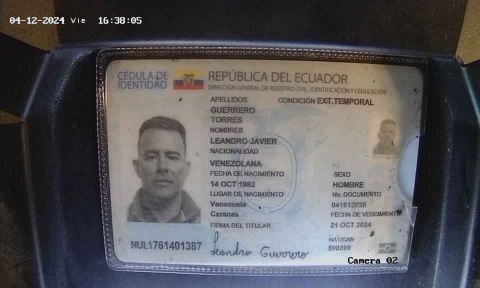 04-12-2024 Vie 16:38:05
CÉDULA DE IDENTIDAD
REPÚBLICA DEL ECUADOR
DIRECCIÓN GENERAL DE REGISTRO CIVIL, IDENTIFICACIÓN Y CEDULACIÓN
APELLIDOS
CONDICIÓN EXT.TEMPORAL
GUERRERO
TORRES
NOMBRES
LEANDRO JAVIER
NACIONALIDAD
VENEZOLANA
FECHA DE NACIMIENTO
SEXO
14 OCT 1982
HOMBRE
LUGAR DE NACIMIENTO
No. DOCUMENTO
Venezuela
041612035
Caracas
FECHA DE VENCIMIENTO
FIRMA DEL TITULAR
21 OCT 2024
NUI.1761401387
Leandro Guerrero
Camera 02